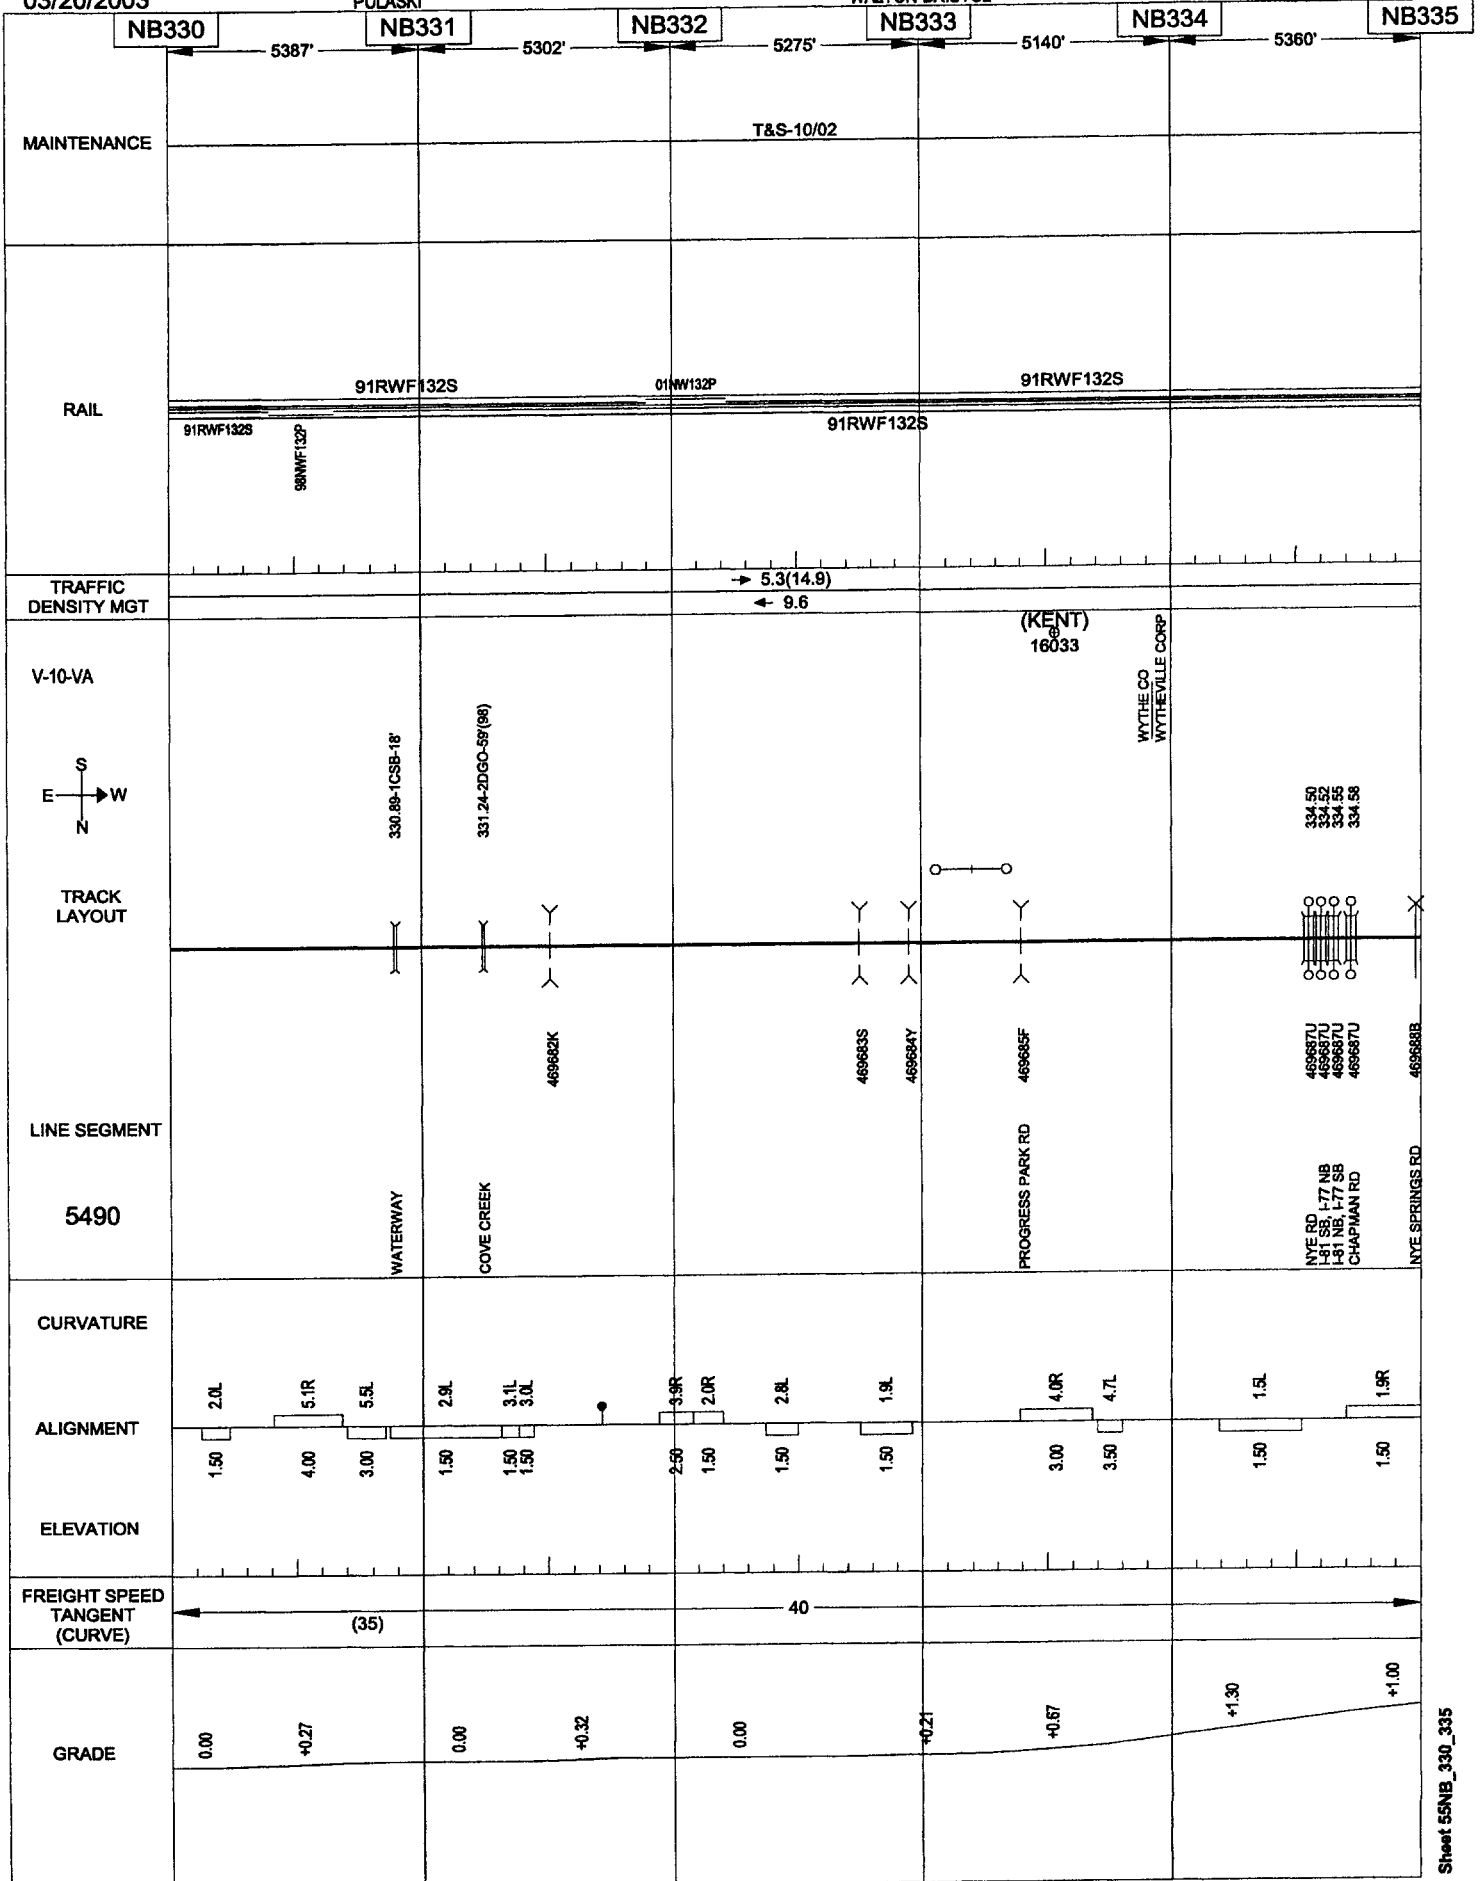 03/20/2003
PULASKI
NB330 NB331 NB332 NB333 NB334 NB335
5387' 5302' 5275' 5140' 5360'
MAINTENANCE
T&S-10/02
RAIL
91RWF132S 01NW132P 91RWF132S
91RWF132S 91RWF132S
98NWF132P
TRAFFIC
DENSITY MGT
5.3(14.9)
9.6
V-10-VA
(KENT)
16033
WYTHE CO
WYTHEVILLE CORP
S
E W
N
330.89-1CSB-18'
331.24-2DGO-59'(98)
334.50
334.52
334.55
334.58
TRACK
LAYOUT
469682K
469683S
469684Y
469685F
469687U
469687U
469687U
469687U
469688B
LINE SEGMENT
5490
WATERWAY
COVE CREEK
PROGRESS PARK RD
NYE RD
I-81 SB, I-77 NB
I-81 NB, I-77 SB
CHAPMAN RD
NYE SPRINGS RD
CURVATURE
2.0L 5.1R 5.5L 2.9L 3.1L 3.0L 3.9R 2.0R 2.8L 1.9L 4.0R 4.7L 1.5L 1.9R
ALIGNMENT
1.50 4.00 3.00 1.50 1.50 1.50 2.50 1.50 1.50 1.50 3.00 3.50 1.50 1.50
ELEVATION
FREIGHT SPEED
TANGENT
(CURVE)
(35) 40
GRADE
0.00 +0.27 0.00 +0.32 0.00 +0.21 +0.67 +1.30 +1.00
Sheet 55NB_330_335